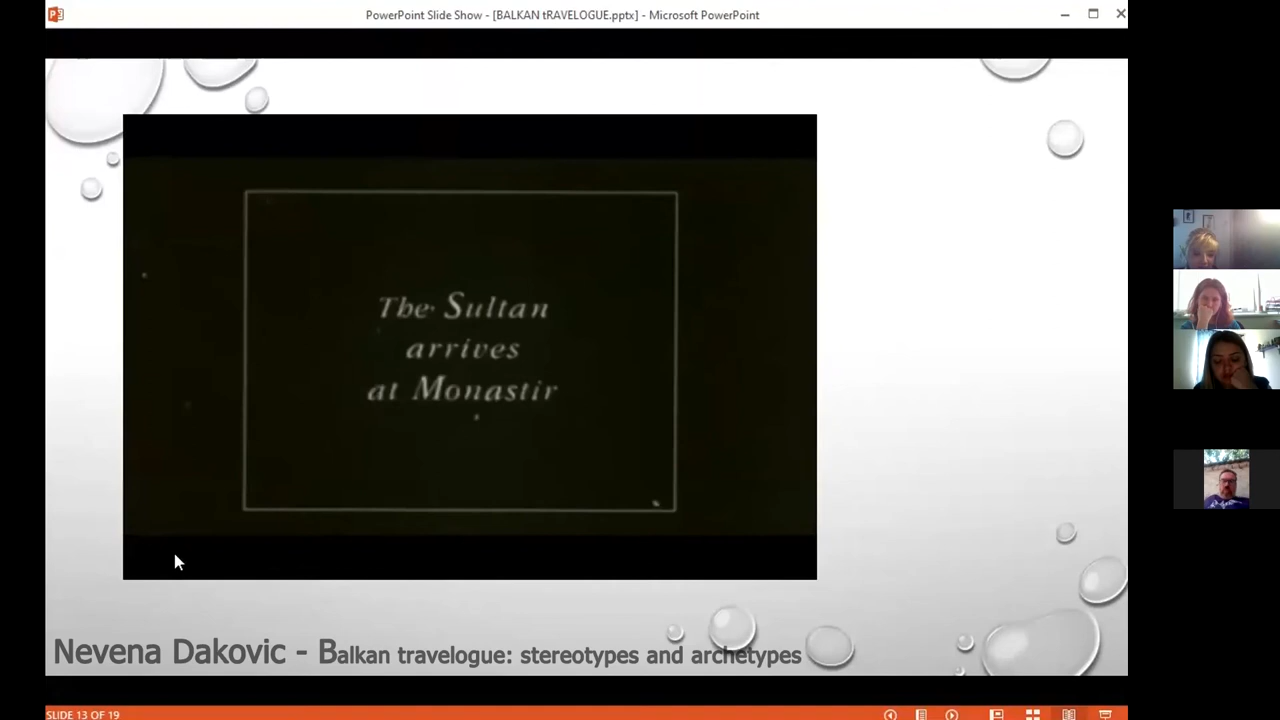 PowerPoint Slide Show - [BALKAN tRAVELOGUE.pptx] - Microsoft PowerPoint
The Sultan
arrives
at Monastir
Nevena Dakovic - Balkan travelogue: stereotypes and archetypes
SLIDE 13 OF 19